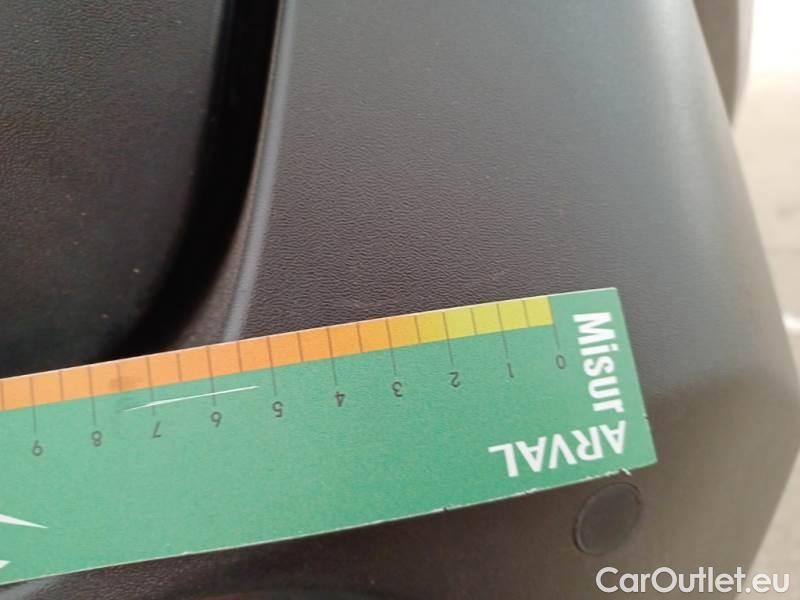 Misur
ARVAL
0 1 2 3 4 5 6 7 8 9
CarOutlet.eu